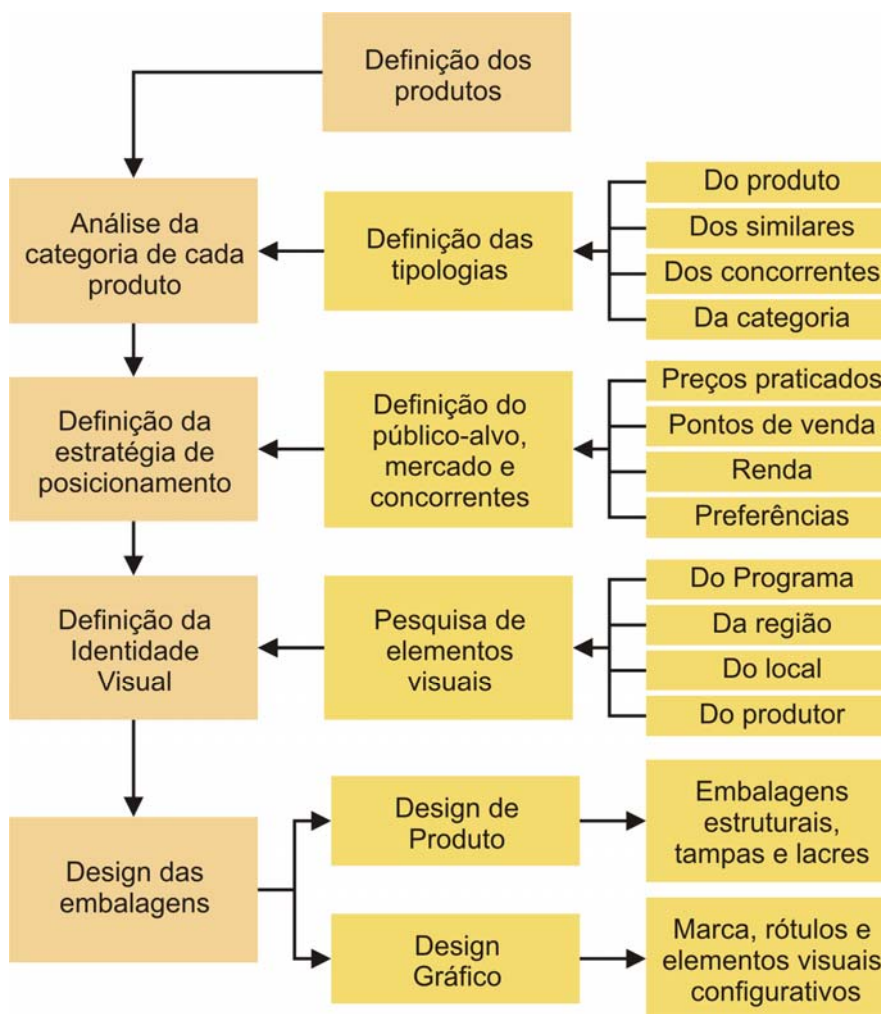 Definição dos
produtos
Análise da
categoria de cada
produto
Definição das
tipologias
Do produto
Dos similares
Dos concorrentes
Da categoria
Definição da
estratégia de
posicionamento
Definição do
público-alvo,
mercado e
concorrentes
Preços praticados
Pontos de venda
Renda
Preferências
Definição da
Identidade
Visual
Pesquisa de
elementos
visuais
Do Programa
Da região
Do local
Do produtor
Design das
embalagens
Design de
Produto
Embalagens
estruturais,
tampas e lacres
Design
Gráfico
Marca, rótulos e
elementos visuais
configurativos